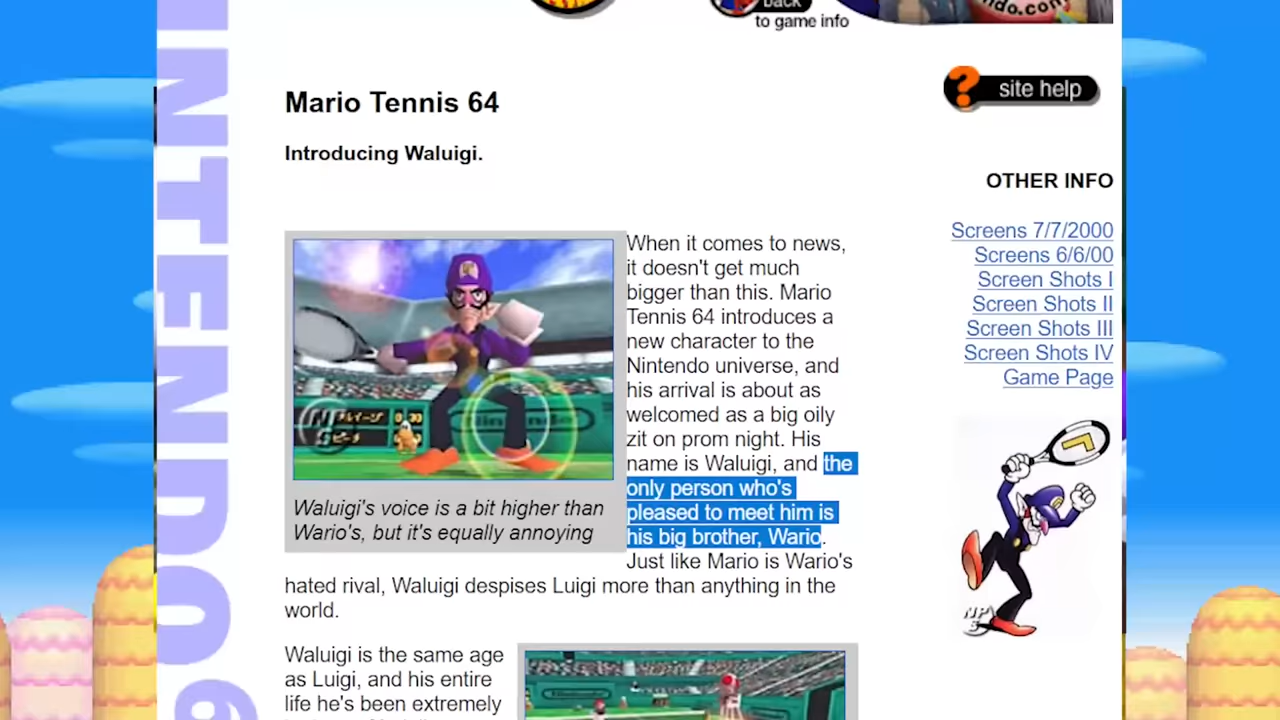 back
to game info
do.com
site help
Mario Tennis 64
Introducing Waluigi.
OTHER INFO
Screens 7/7/2000
Screens 6/6/00
Screen Shots I
Screen Shots II
Screen Shots III
Screen Shots IV
Game Page
NINTENDO 6
When it comes to news,
it doesn't get much
bigger than this. Mario
Tennis 64 introduces a
new character to the
Nintendo universe, and
his arrival is about as
welcomed as a big oily
zit on prom night. His
name is Waluigi, and the
only person who's
pleased to meet him is
his big brother, Wario.
Just like Mario is Wario's
hated rival, Waluigi despises Luigi more than anything in the
world.
Nintendo
Waluigi's voice is a bit higher than
Wario's, but it's equally annoying
Waluigi is the same age
as Luigi, and his entire
life he's been extremely